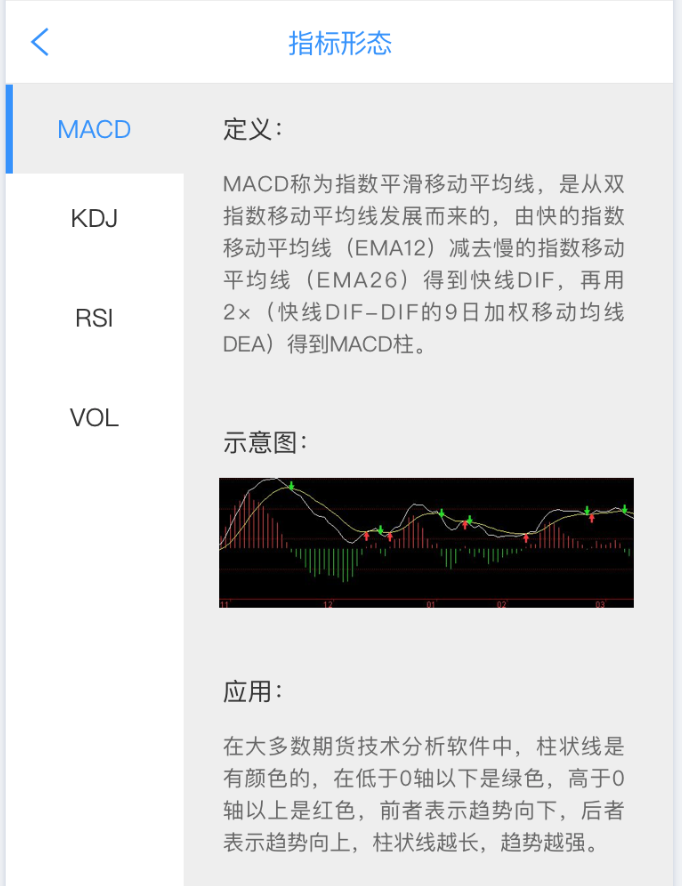 指标形态
MACD
KDJ
RSI
VOL
定义：
MACD称为指数平滑移动平均线，是从双
指数移动平均线发展而来的，由快的指数
移动平均线（EMA12）减去慢的指数移动
平均线（EMA26）得到快线DIF，再用
2×（快线DIF-DIF的9日加权移动均线
DEA）得到MACD柱。
示意图：
11 12 01 02 03
应用：
在大多数期货技术分析软件中，柱状线是
有颜色的，在低于0轴以下是绿色，高于0
轴以上是红色，前者表示趋势向下，后者
表示趋势向上，柱状线越长，趋势越强。